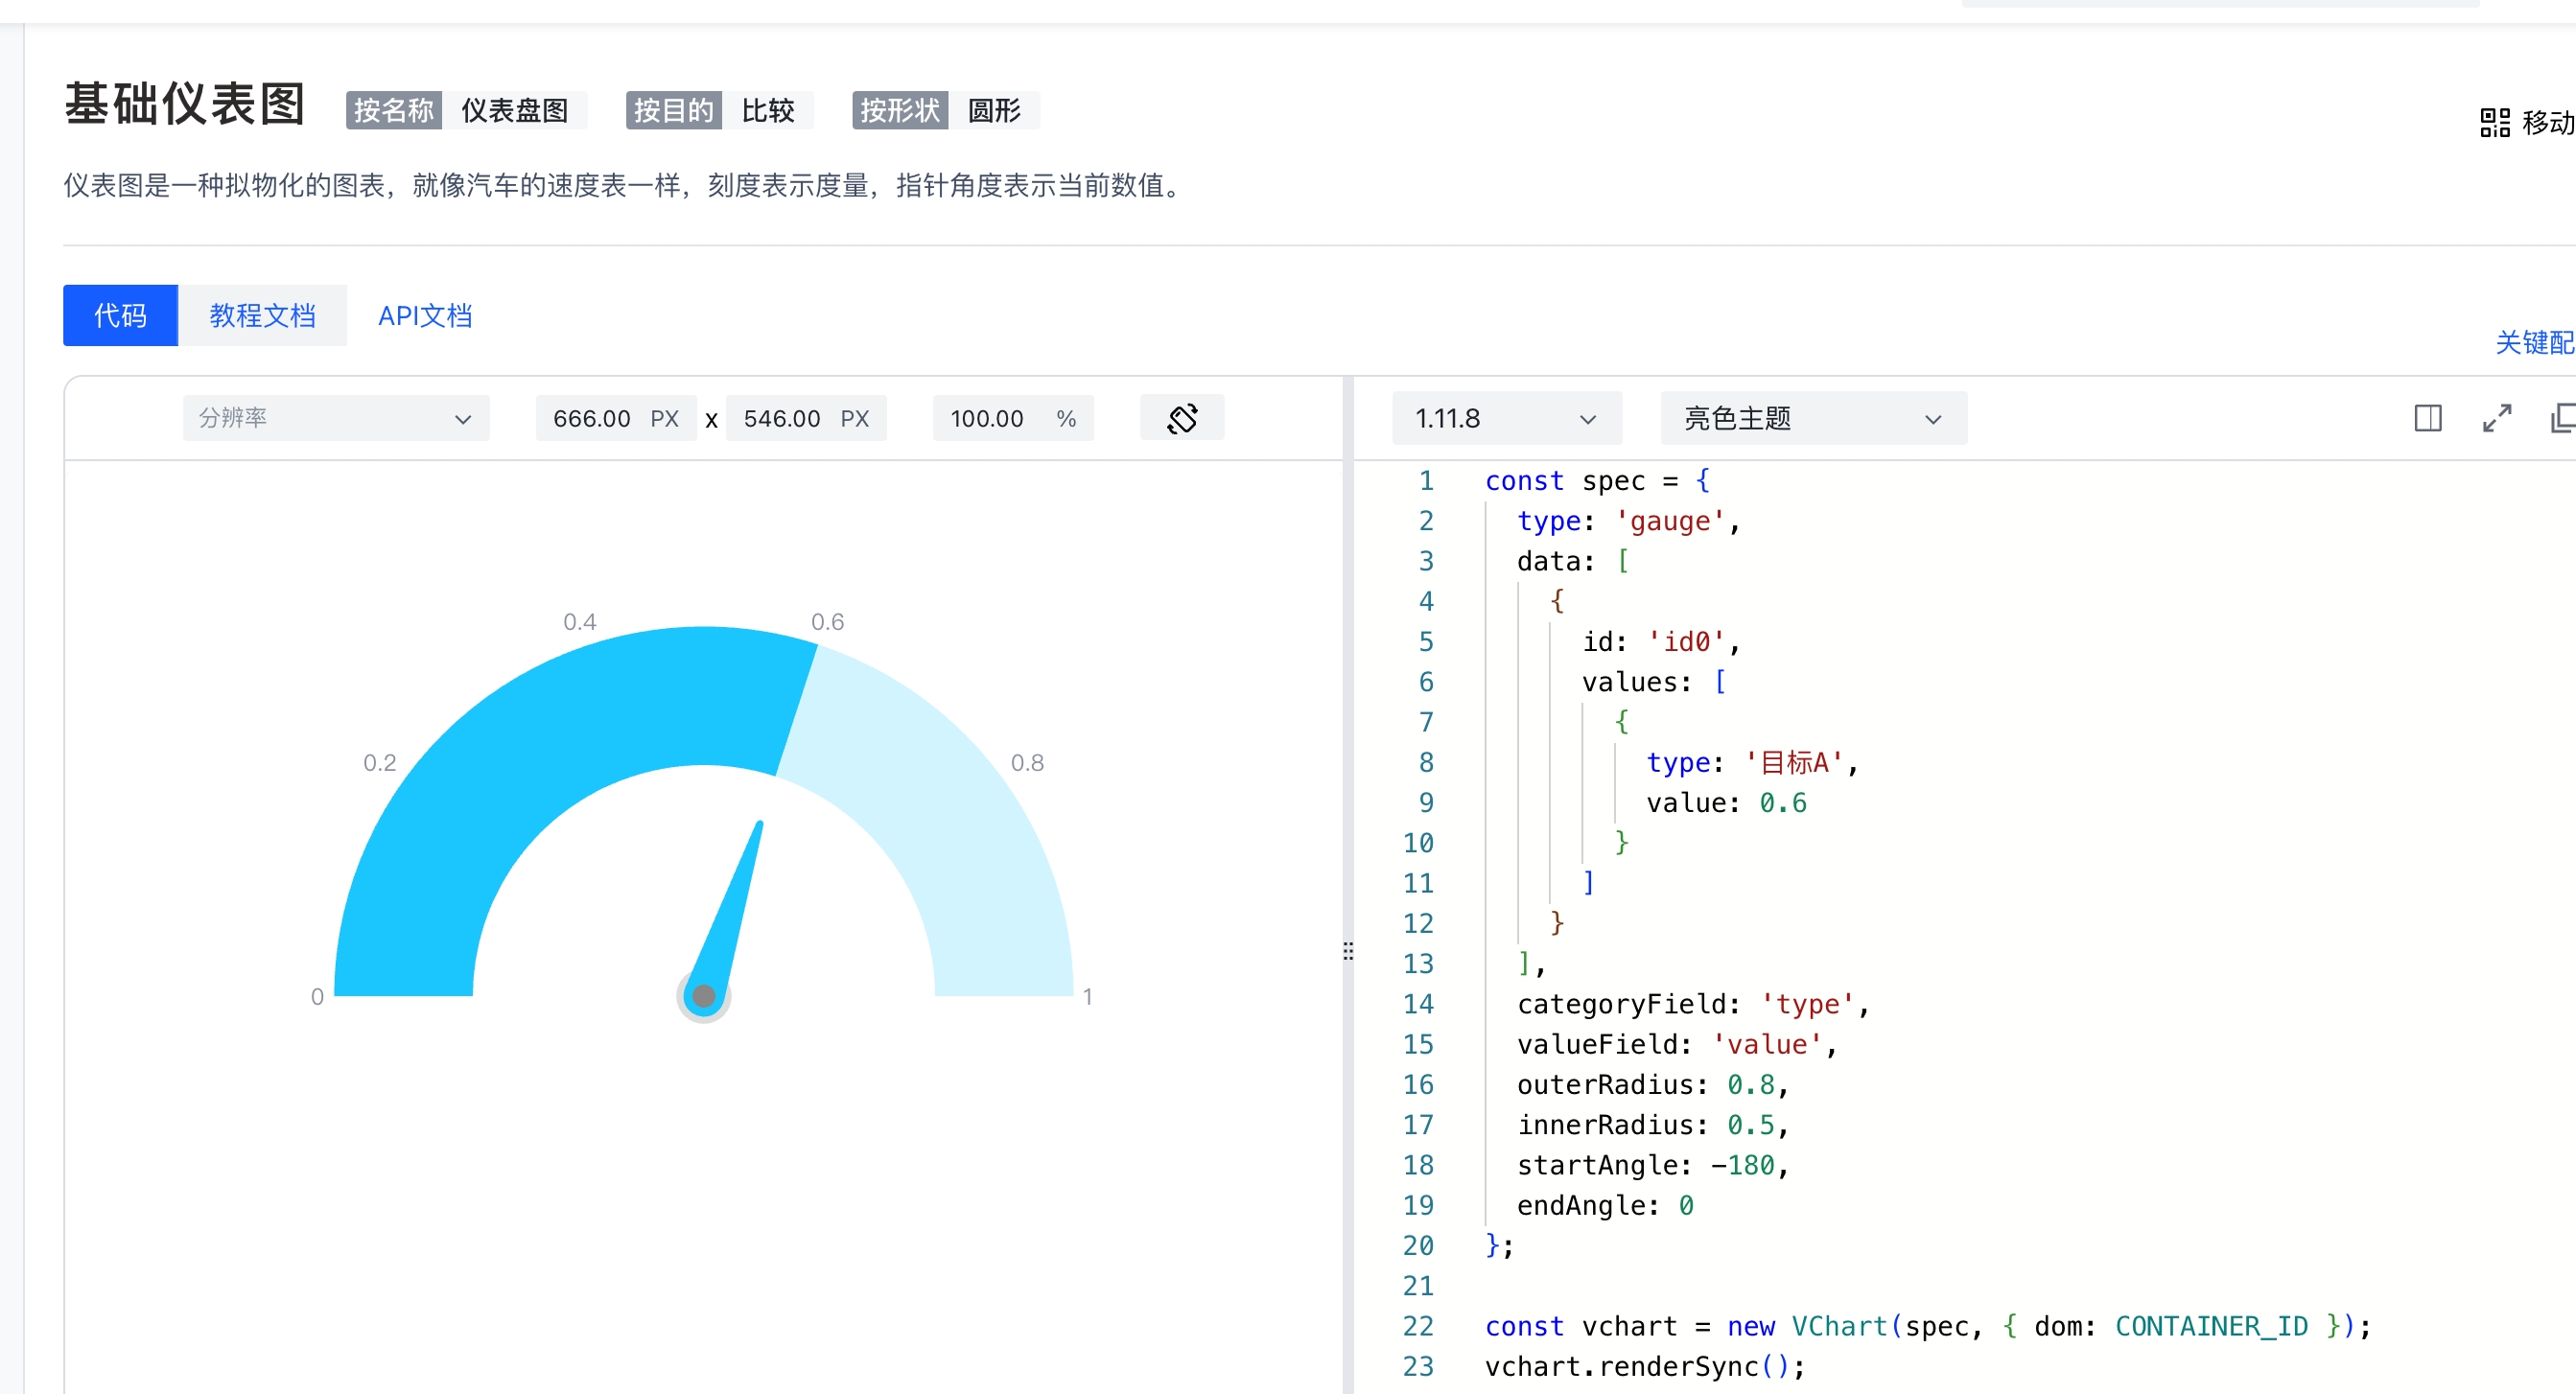 基础仪表图 按名称 仪表盘图 按目的 比较 按形状 圆形
移动
仪表图是一种拟物化的图表，就像汽车的速度表一样，刻度表示度量，指针角度表示当前数值。
代码 教程文档 API文档
关键配
分辨率 666.00 PX x 546.00 PX 100.00 %
0.4 0.6
0.2 0.8
0 1
1.11.8 亮色主题
1 const spec = {
2 type: 'gauge',
3 data: [
4 {
5 id: 'id0',
6 values: [
7 {
8 type: '目标A',
9 value: 0.6
10 }
11 ]
12 }
13 ],
14 categoryField: 'type',
15 valueField: 'value',
16 outerRadius: 0.8,
17 innerRadius: 0.5,
18 startAngle: -180,
19 endAngle: 0
20 };
21
22 const vchart = new VChart(spec, { dom: CONTAINER_ID });
23 vchart.renderSync();